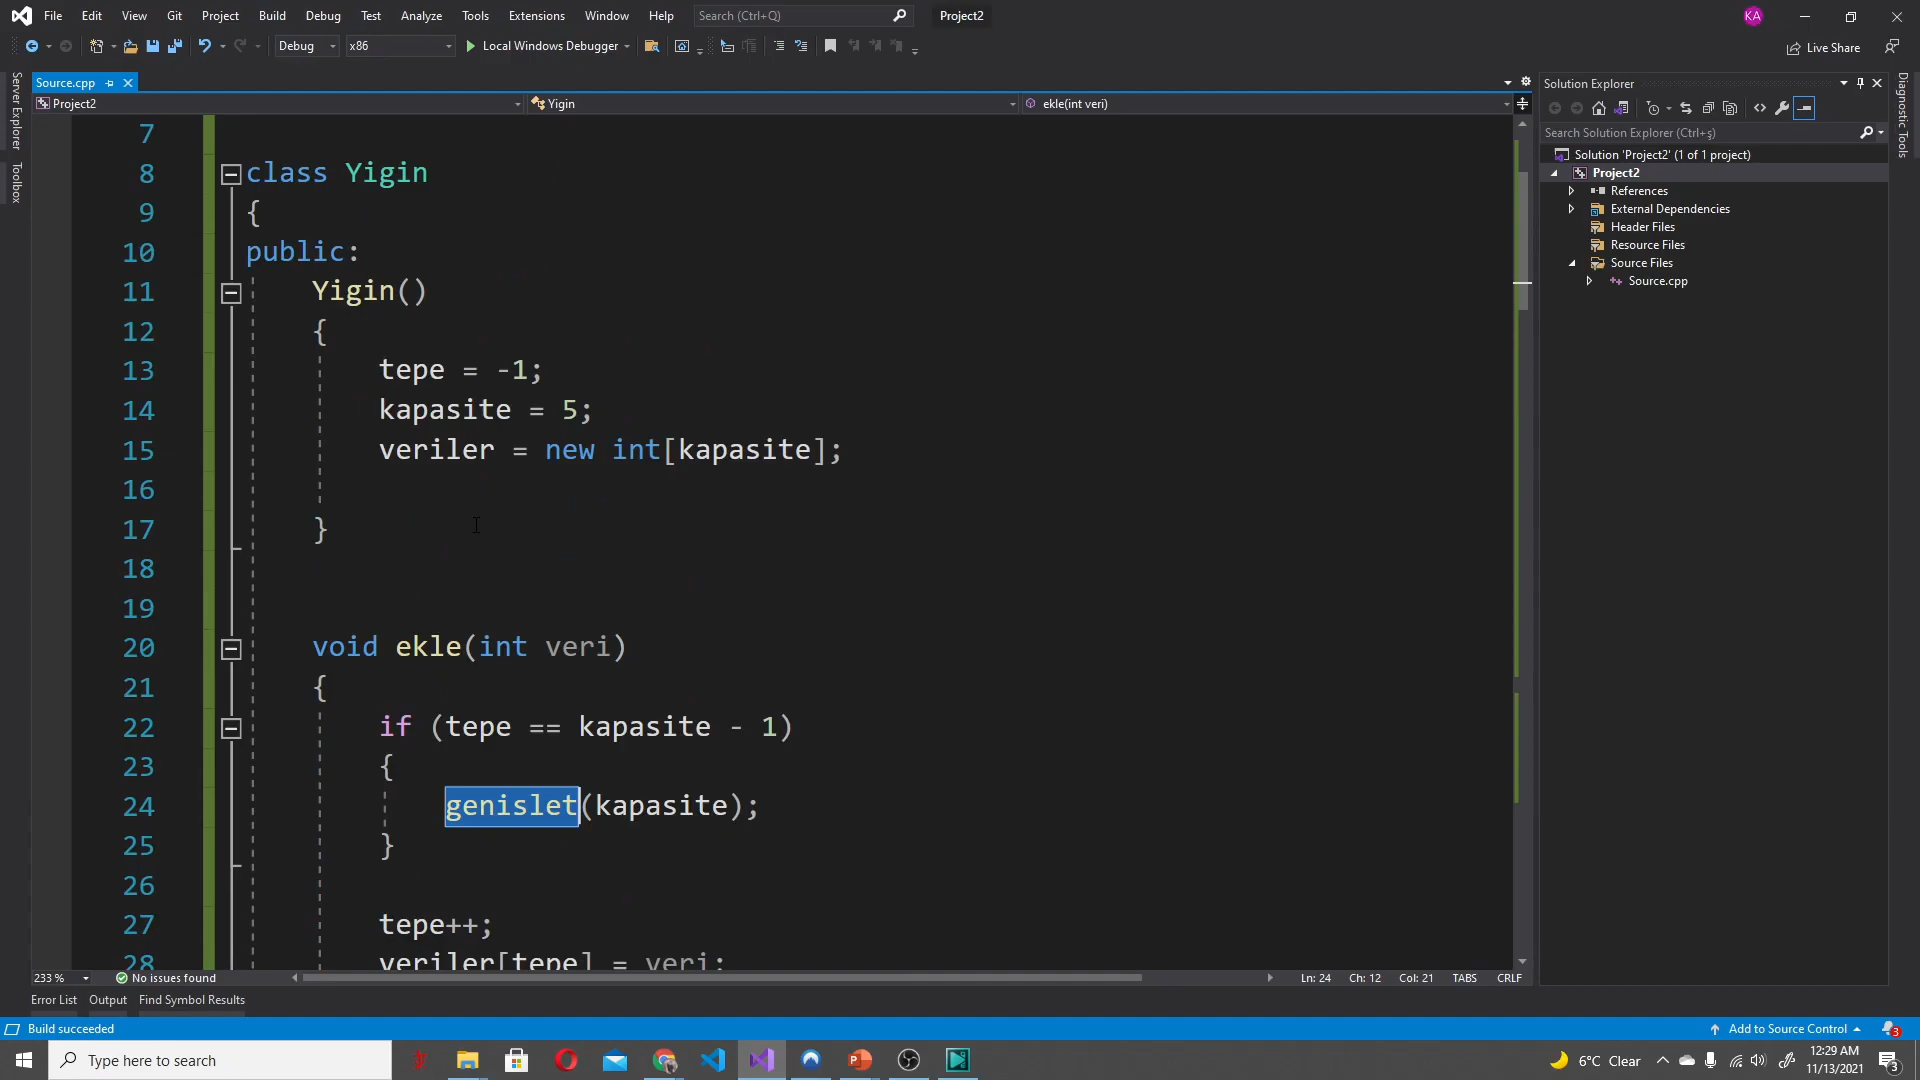 File Edit View Git Project Build Debug Test Analyze Tools Extensions Window Help Search (Ctrl+Q) Project2 KA
Debug x86 Local Windows Debugger Live Share
Source.cpp
Project2 Yigin ekle(int veri)
Server Explorer
Toolbox
7
8 class Yigin
9 {
10 public:
11 Yigin()
12 {
13 tepe = -1;
14 kapasite = 5;
15 veriler = new int[kapasite];
16
17 }
18
19
20 void ekle(int veri)
21 {
22 if (tepe == kapasite - 1)
23 {
24 genislet(kapasite);
25 }
26
27 tepe++;
28 veriler[tepe] = veri;
233 % No issues found Ln: 24 Ch: 12 Col: 21 TABS CRLF
Solution Explorer
Search Solution Explorer (Ctrl+ş)
Solution 'Project2' (1 of 1 project)
Project2
References
External Dependencies
Header Files
Resource Files
Source Files
Source.cpp
Diagnostic Tools
Error List Output Find Symbol Results
Build succeeded Add to Source Control 3
Type here to search 6°C Clear 12:29 AM
11/13/2021 3